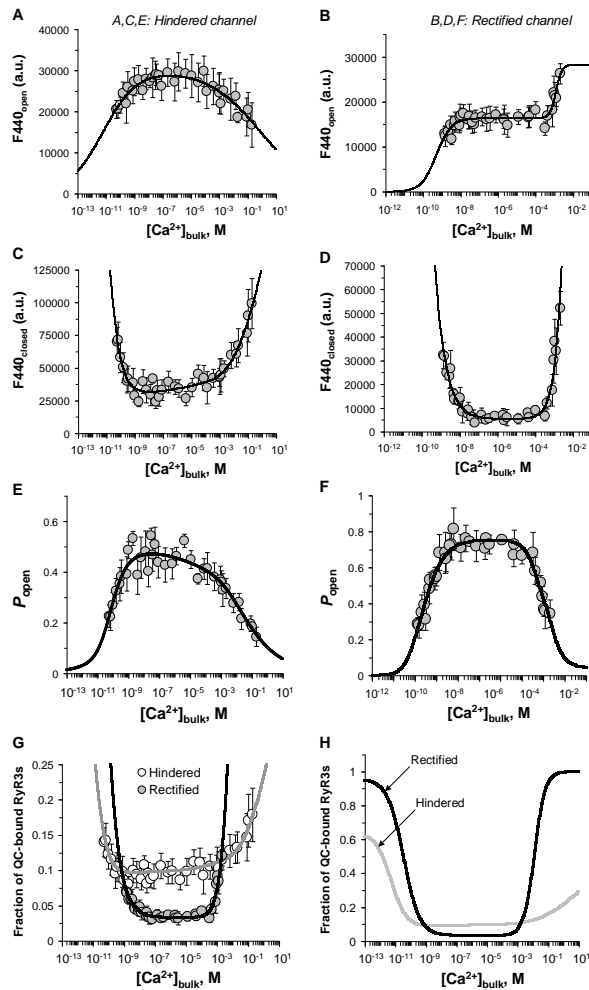 A,C,E: Hindered channel
B,D,F: Rectified channel
A
F440open (a.u.)
40000
30000
20000
10000
0
10⁻¹³ 10⁻¹¹ 10⁻⁹ 10⁻⁷ 10⁻⁵ 10⁻³ 10⁻¹ 10¹
[Ca²⁺]bulk, M
B
F440open (a.u.)
30000
20000
10000
0
10⁻¹² 10⁻¹⁰ 10⁻⁸ 10⁻⁶ 10⁻⁴ 10⁻²
[Ca²⁺]bulk, M
C
F440closed (a.u.)
125000
100000
75000
50000
25000
0
10⁻¹³ 10⁻¹¹ 10⁻⁹ 10⁻⁷ 10⁻⁵ 10⁻³ 10⁻¹ 10¹
[Ca²⁺]bulk, M
D
F440closed (a.u.)
70000
60000
50000
40000
30000
20000
10000
0
10⁻¹² 10⁻¹⁰ 10⁻⁸ 10⁻⁶ 10⁻⁴ 10⁻²
[Ca²⁺]bulk, M
E
Popen
0.6
0.4
0.2
0
10⁻¹³ 10⁻¹¹ 10⁻⁹ 10⁻⁷ 10⁻⁵ 10⁻³ 10⁻¹ 10¹
[Ca²⁺]bulk, M
F
Popen
1
0.8
0.6
0.4
0.2
0
10⁻¹² 10⁻¹⁰ 10⁻⁸ 10⁻⁶ 10⁻⁴ 10⁻²
[Ca²⁺]bulk, M
G
Fraction of QC-bound RyR3s
0.25
0.2
0.15
0.1
0.05
0
Hindered
Rectified
10⁻¹³ 10⁻¹¹ 10⁻⁹ 10⁻⁷ 10⁻⁵ 10⁻³ 10⁻¹ 10¹
[Ca²⁺]bulk, M
H
Fraction of QC-bound RyR3s
1
0.8
0.6
0.4
0.2
0
Rectified
Hindered
10⁻¹³ 10⁻¹¹ 10⁻⁹ 10⁻⁷ 10⁻⁵ 10⁻³ 10⁻¹ 10¹
[Ca²⁺]bulk, M